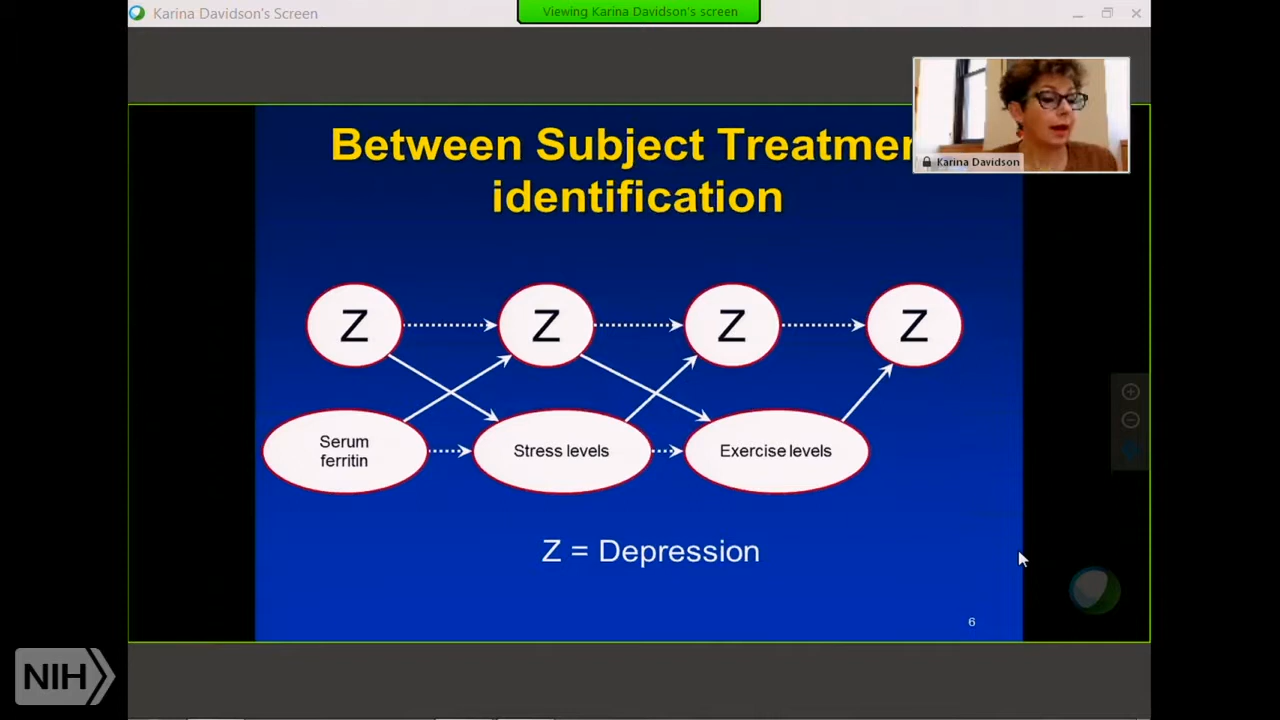 Karina Davidson's Screen
Viewing Karina Davidson's screen
Karina Davidson
Between Subject
identification
Z
Z
Z
Z
Serum
ferritin
Stress levels
Exercise levels
Z = Depression
6
NIH